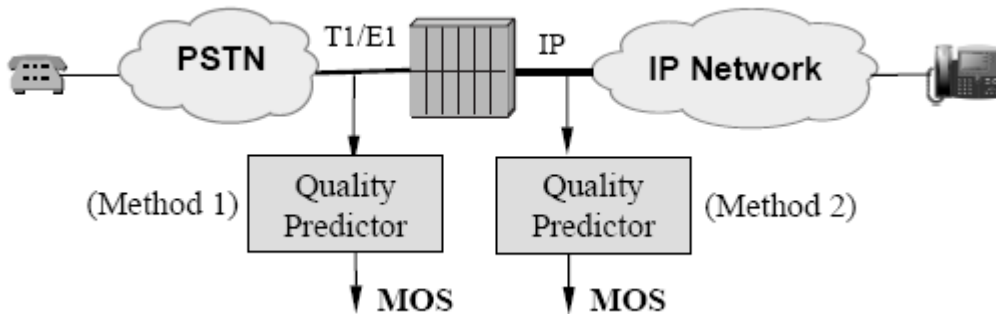 T1/E1
IP
PSTN
IP Network
(Method 1)
Quality
Predictor
Quality
Predictor
(Method 2)
MOS
MOS